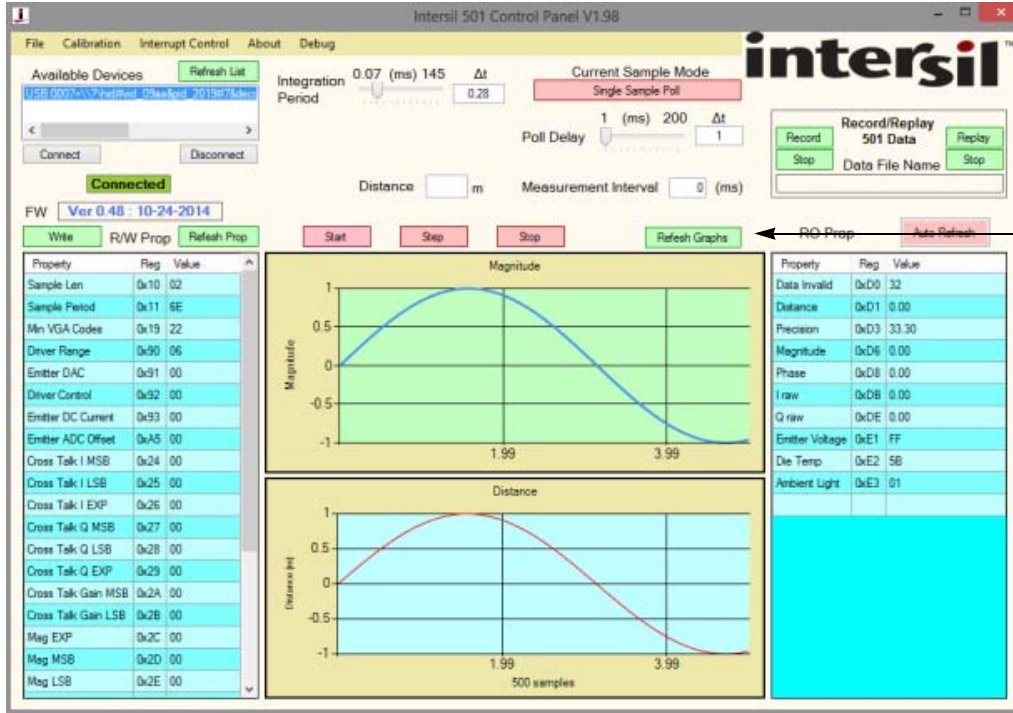 Intersil 501 Control Panel V1.98
File Calibration Interrupt Control About Debug
intersil™
Available Devices Refresh List
Connect Disconnect
Connected
FW Ver 0.48 : 10-24-2014
Write R/W Prop Refesh Prop
Integration Period 0.07 (ms) 145 Δt 0.28
Current Sample Mode
Single Sample Poll
Poll Delay 1 (ms) 200 Δt 1
Distance m Measurement Interval 0 (ms)
Record/Replay
Record 501 Data Replay
Stop Data File Name Stop
Start Step Stop Refesh Graphs
RO Prop Auto Refresh
Property Reg Value
Sample Len 0x10 02
Sample Period 0x11 6E
Min VGA Codes 0x19 22
Driver Range 0x90 06
Emitter DAC 0x91 00
Driver Control 0x92 00
Emitter DC Current 0x93 00
Emitter ADC Offset 0xA5 00
Cross Talk I MSB 0x24 00
Cross Talk I LSB 0x25 00
Cross Talk I EXP 0x26 00
Cross Talk Q MSB 0x27 00
Cross Talk Q LSB 0x28 00
Cross Talk Q EXP 0x29 00
Cross Talk Gain MSB 0x2A 00
Cross Talk Gain LSB 0x2B 00
Mag EXP 0x2C 00
Mag MSB 0x2D 00
Mag LSB 0x2E 00
Magnitude
Magnitude
1
0.5
0
-0.5
-1
1.99 3.99
Distance
Distance (m)
1
0.5
0
-0.5
-1
1.99 3.99
500 samples
Property Reg Value
Data Invalid 0xD0 32
Distance 0xD1 0.00
Precision 0xD3 33.30
Magnitude 0xD6 0.00
Phase 0xD8 0.00
I raw 0xDB 0.00
Q raw 0xDE 0.00
Emitter Voltage 0xE1 FF
Die Temp 0xE2 5B
Ambient Light 0xE3 01